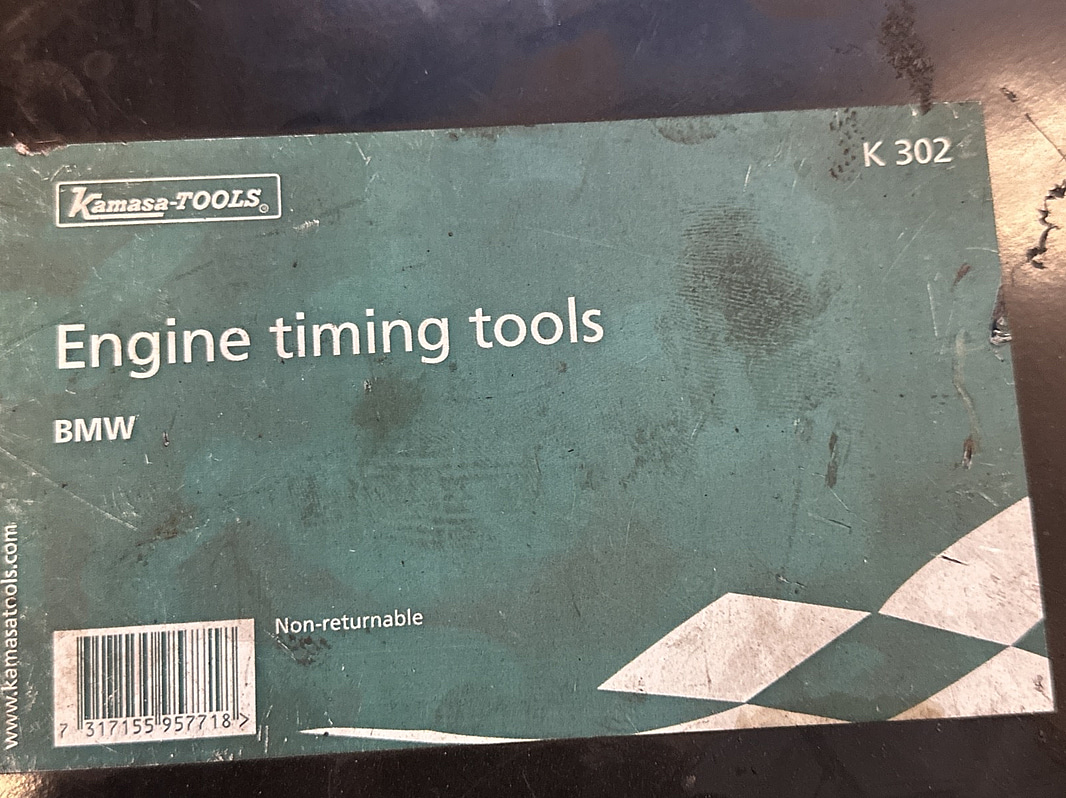 Kamasa-TOOLS®
K 302
Engine timing tools
BMW
www.kamasatools.com
Non-returnable
7 317155 957718 >